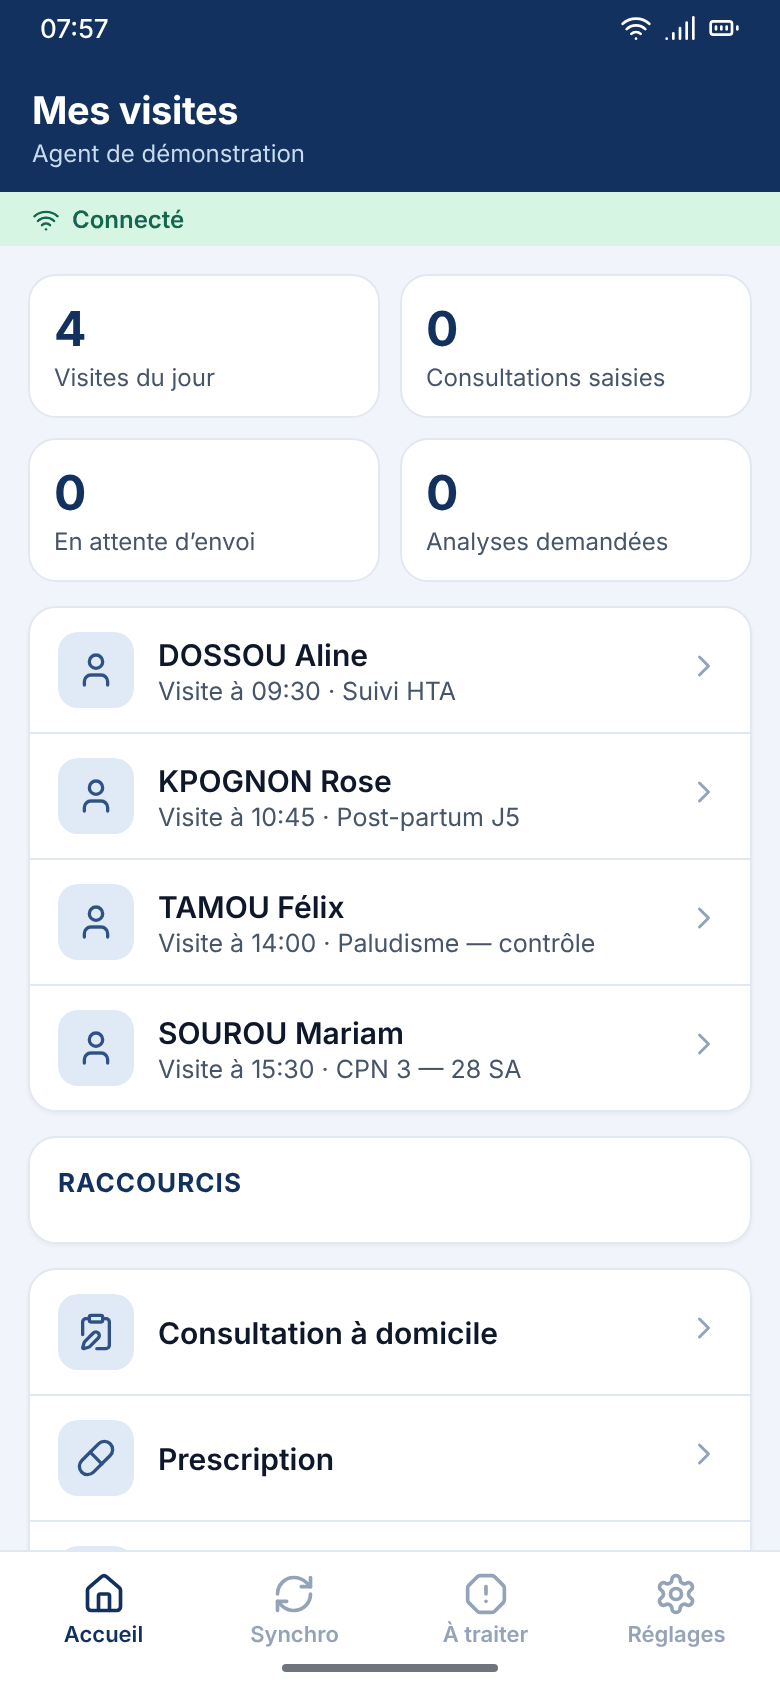 07:57
Mes visites
Agent de démonstration
Connecté
4
Visites du jour
0
Consultations saisies
0
En attente d’envoi
0
Analyses demandées
DOSSOU Aline
Visite à 09:30 · Suivi HTA
KPOGNON Rose
Visite à 10:45 · Post-partum J5
TAMOU Félix
Visite à 14:00 · Paludisme — contrôle
SOUROU Mariam
Visite à 15:30 · CPN 3 — 28 SA
RACCOURCIS
Consultation à domicile
Prescription
Accueil
Synchro
À traiter
Réglages